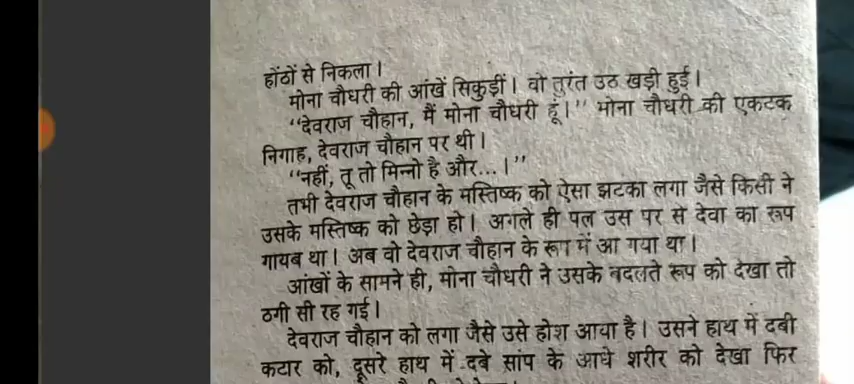 होंठों से निकला।
मोना चौधरी की आंखें सिकुड़ीं। वो तुरंत उठ खड़ी हुई।
‘‘देवराज चौहान, मैं मोना चौधरी हूं।’’ मोना चौधरी की एकटक
निगाह, देवराज चौहान पर थी।
‘‘नहीं, तू तो मिन्नो है और...।’’
तभी देवराज चौहान के मस्तिष्क को ऐसा झटका लगा जैसे किसी ने
उसके मस्तिष्क को छेड़ा हो। अगले ही पल उस पर से देवा का रूप
गायब था। अब वो देवराज चौहान के रूप में आ गया था।
आंखों के सामने ही, मोना चौधरी ने उसके बदलते रूप को देखा तो
ठगी सी रह गई।
देवराज चौहान को लगा जैसे उसे होश आया है। उसने हाथ में दबी
कटार को, दूसरे हाथ में दबे सांप के आधे शरीर को देखा फिर